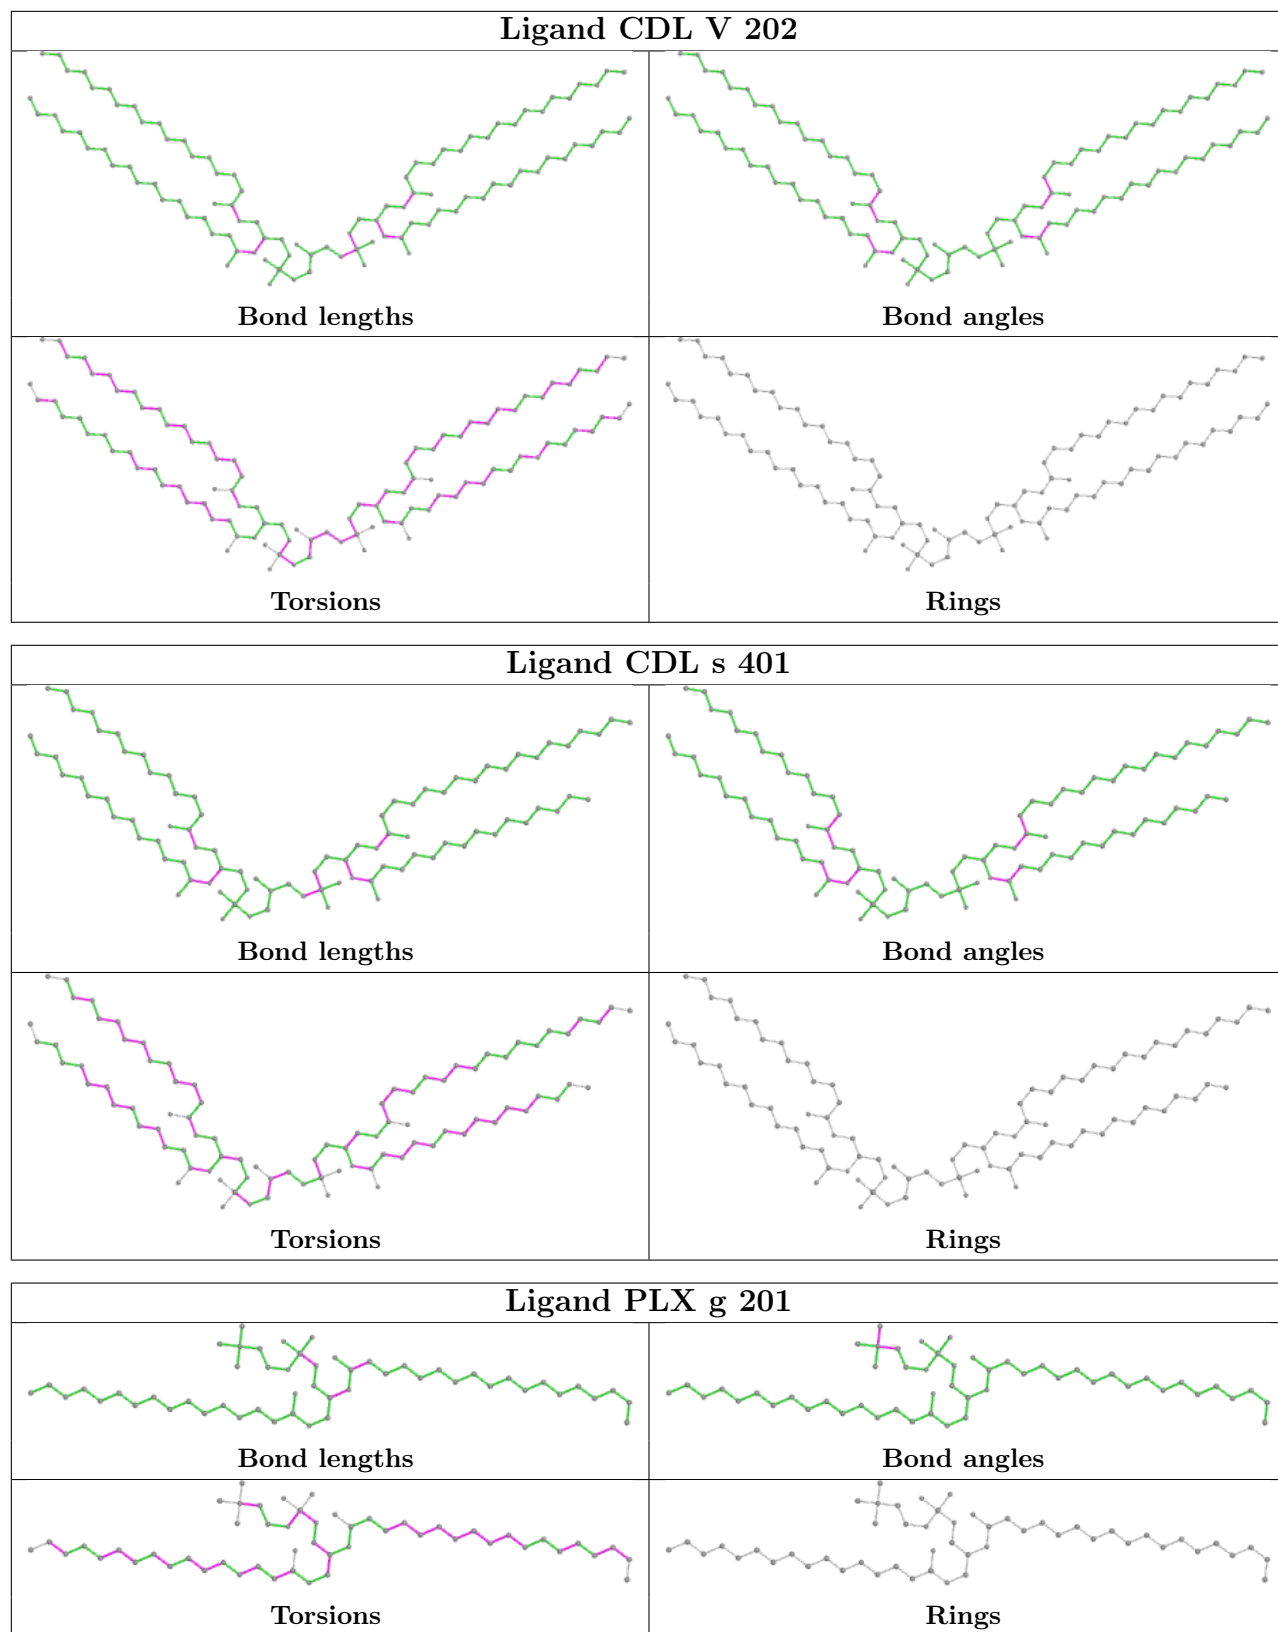 Ligand CDL V 202
Bond lengths
Bond angles
Torsions
Rings
Ligand CDL s 401
Bond lengths
Bond angles
Torsions
Rings
Ligand PLX g 201
Bond lengths
Bond angles
Torsions
Rings